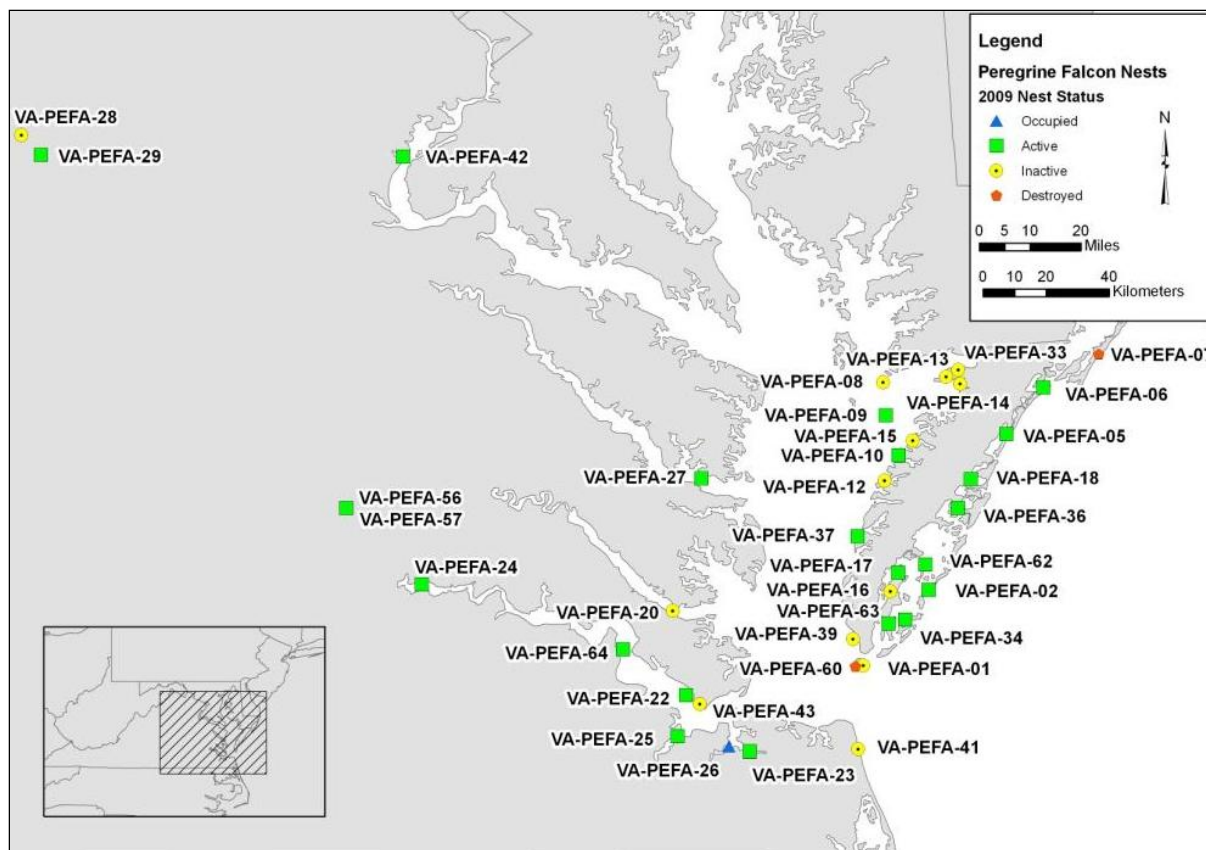 Legend
Peregrine Falcon Nests
2009 Nest Status
Occupied
Active
Inactive
Destroyed
N
0 5 10 20
Miles
0 10 20 40
Kilometers
VA-PEFA-28
VA-PEFA-29
VA-PEFA-42
VA-PEFA-13
VA-PEFA-33
VA-PEFA-07
VA-PEFA-08
VA-PEFA-06
VA-PEFA-14
VA-PEFA-09
VA-PEFA-05
VA-PEFA-15
VA-PEFA-10
VA-PEFA-27
VA-PEFA-12
VA-PEFA-18
VA-PEFA-56
VA-PEFA-57
VA-PEFA-36
VA-PEFA-37
VA-PEFA-17
VA-PEFA-62
VA-PEFA-24
VA-PEFA-16
VA-PEFA-02
VA-PEFA-20
VA-PEFA-63
VA-PEFA-39
VA-PEFA-34
VA-PEFA-64
VA-PEFA-60
VA-PEFA-01
VA-PEFA-22
VA-PEFA-43
VA-PEFA-25
VA-PEFA-41
VA-PEFA-26
VA-PEFA-23